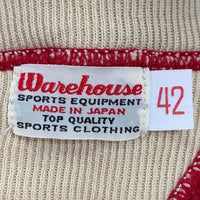 Warehouse
SPORTS EQUIPMENT
MADE IN JAPAN
TOP QUALITY
SPORTS CLOTHING
42